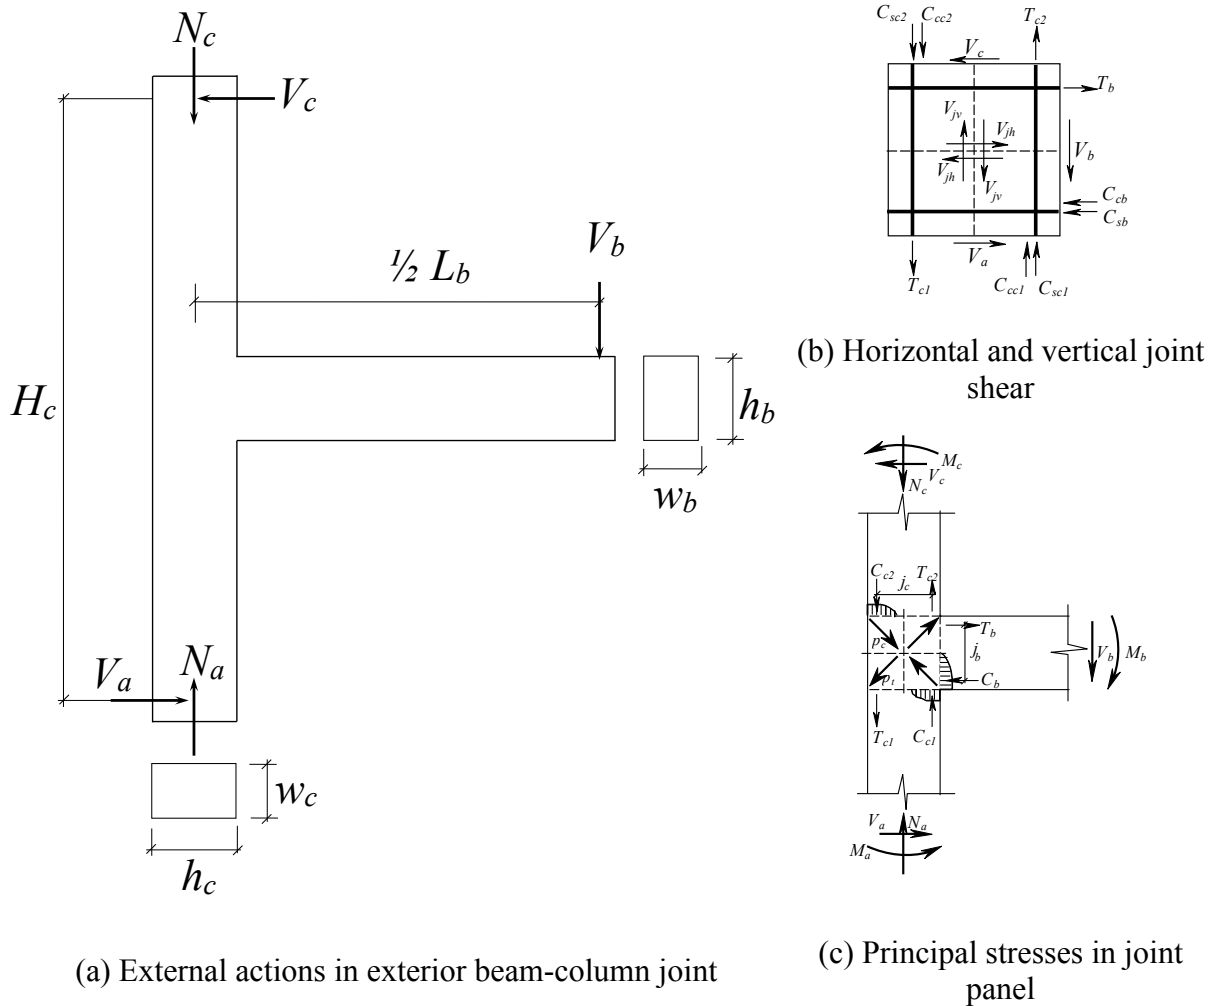 N_c
V_c
½ L_b
V_b
H_c
h_b
w_b
V_a
N_a
w_c
h_c
(a) External actions in exterior beam-column joint
C_sc2 C_cc2 T_c2
V_c
T_b
V_jv
V_jh
V_b
V_jh
V_jv
C_cb
C_sb
V_a
T_c1 C_cc1 C_sc1
(b) Horizontal and vertical joint
shear
M_c
V_c
N_c
C_c2 j_c T_c2
T_b
p_c
j_b V_b M_b
p_t C_b
T_c1 C_c1
V_a N_a
M_a
(c) Principal stresses in joint
panel